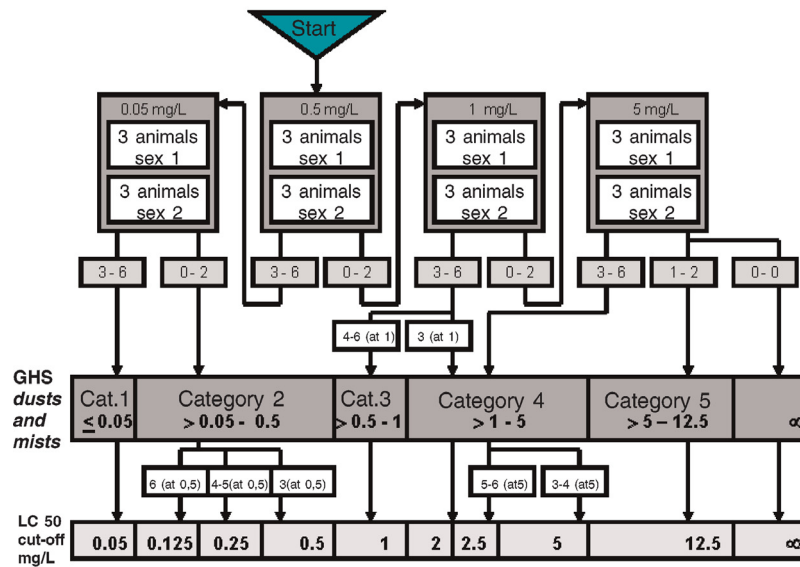 Start
0.05 mg/L
3 animals
sex 1
3 animals
sex 2
0.5 mg/L
3 animals
sex 1
3 animals
sex 2
1 mg/L
3 animals
sex 1
3 animals
sex 2
5 mg/L
3 animals
sex 1
3 animals
sex 2
3 - 6
0 - 2
3 - 6
0 - 2
3 - 6
0 - 2
3 - 6
1 - 2
0 - 0
4-6 (at 1)
3 (at 1)
GHS
dusts
and
mists
Cat.1
≤ 0.05
Category 2
> 0.05 - 0.5
Cat.3
> 0.5 - 1
Category 4
> 1 - 5
Category 5
> 5 – 12.5
∞
6 (at 0,5)
4-5(at 0,5)
3(at 0,5)
5-6 (at5)
3-4 (at5)
LC 50
cut-off
mg/L
0.05
0.125
0.25
0.5
1
2
2.5
5
12.5
∞